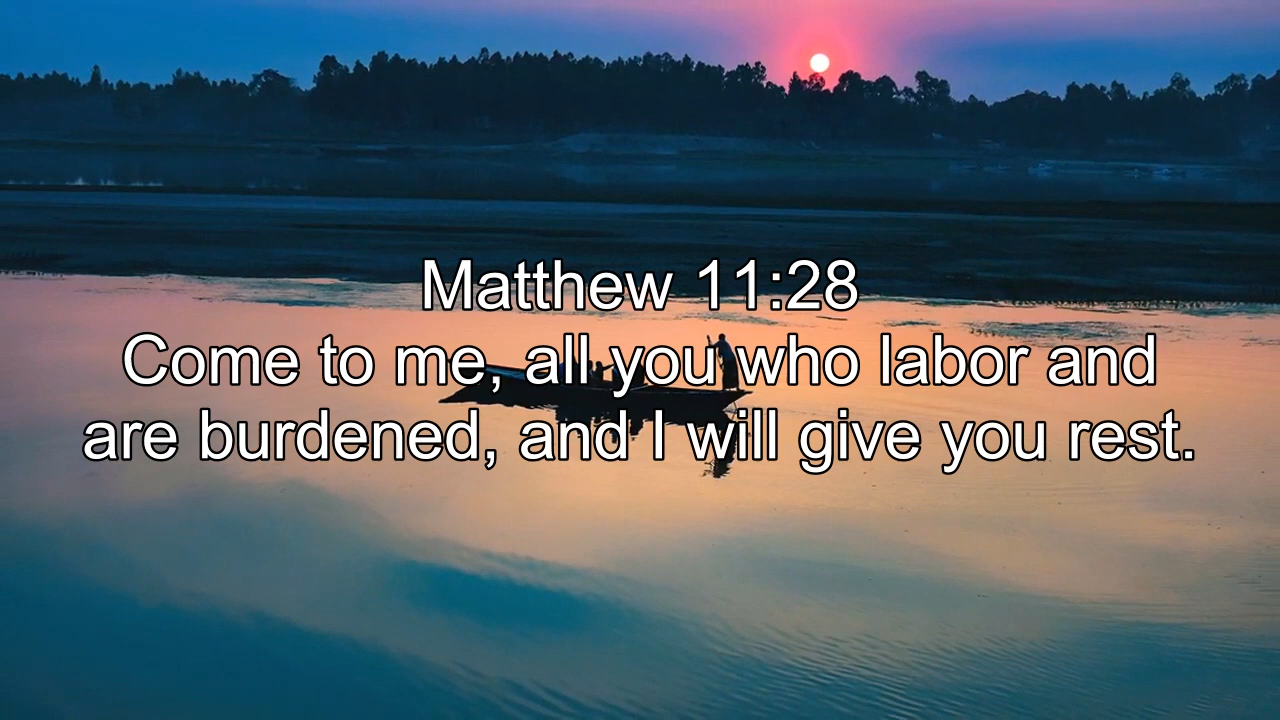 Matthew 11:28
Come to me, all you who labor and
are burdened, and I will give you rest.